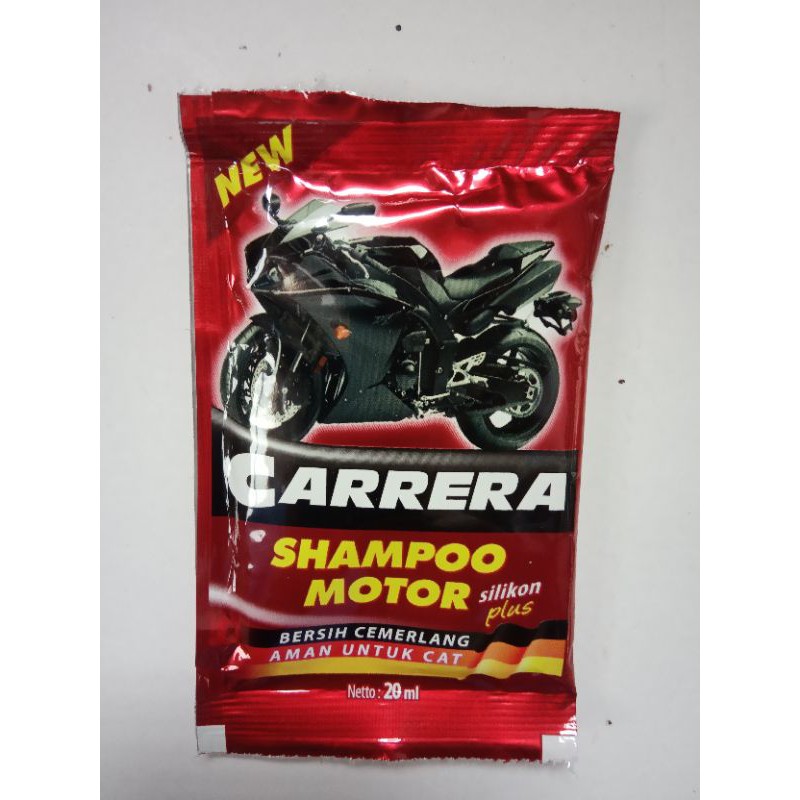 NEW
CARRERA
SHAMPOO
MOTOR silikon
plus
BERSIH CEMERLANG
AMAN UNTUK CAT
Netto : 20 ml